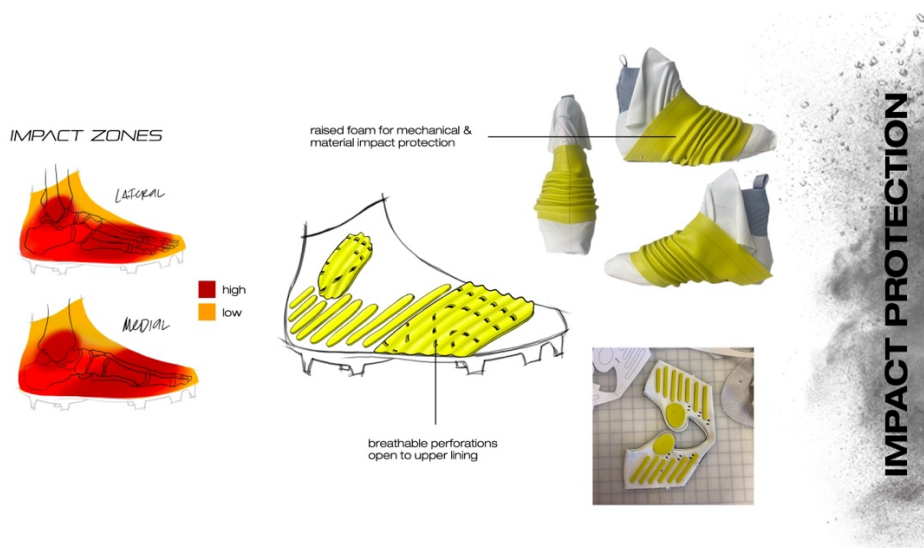 IMPACT ZONES
LATERAL
MEDIAL
high
low
raised foam for mechanical &
material impact protection
breathable perforations
open to upper lining
IMPACT PROTECTION